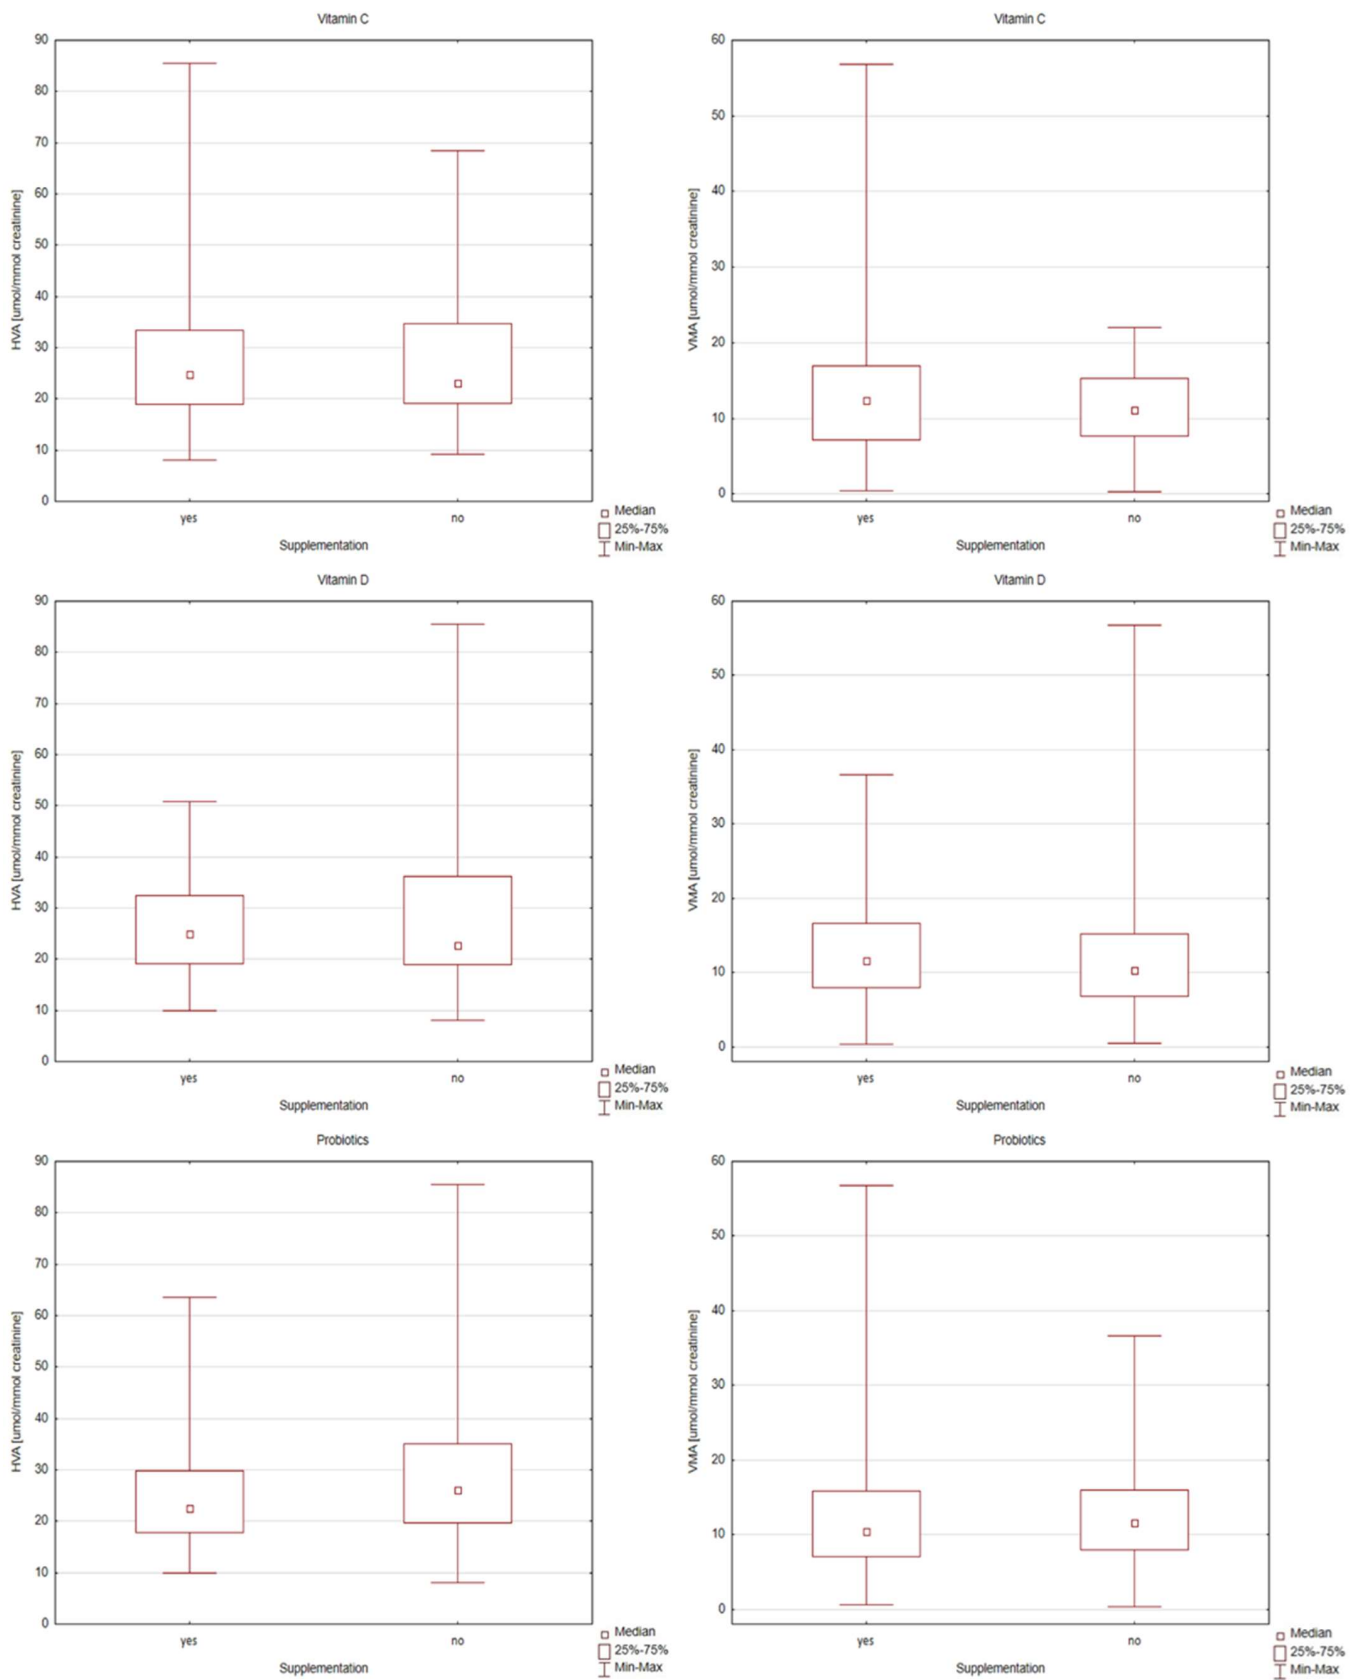 Vitamin C
90
80
70
60
50
40
30
20
10
0
HVA [umol/mmol creatinine]
yes
no
Supplementation
Median
25%-75%
Min-Max
Vitamin C
60
50
40
30
20
10
0
VMA [umol/mmol creatinine]
yes
no
Supplementation
Median
25%-75%
Min-Max
Vitamin D
90
80
70
60
50
40
30
20
10
0
HVA [umol/mmol creatinine]
yes
no
Supplementation
Median
25%-75%
Min-Max
Vitamin D
60
50
40
30
20
10
0
VMA [umol/mmol creatinine]
yes
no
Supplementation
Median
25%-75%
Min-Max
Probiotics
90
80
70
60
50
40
30
20
10
0
HVA [umol/mmol creatinine]
yes
no
Supplementation
Median
25%-75%
Min-Max
Probiotics
60
50
40
30
20
10
0
VMA [umol/mmol creatinine]
yes
no
Supplementation
Median
25%-75%
Min-Max